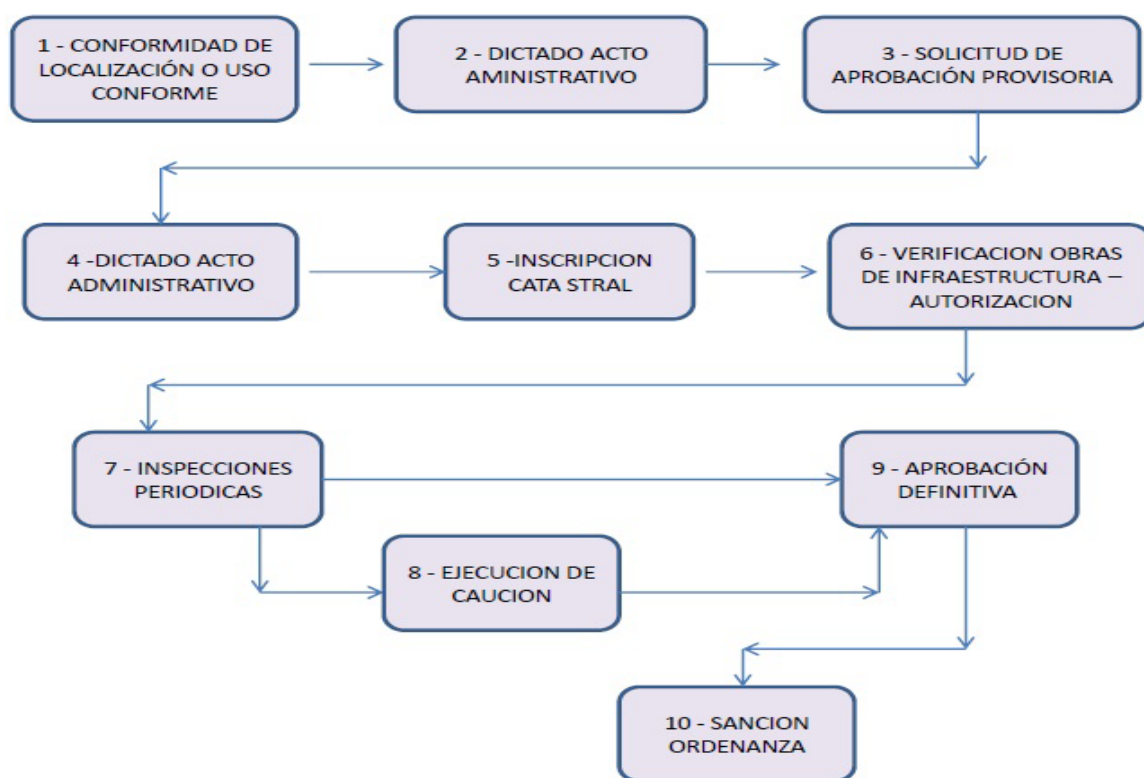 1 - CONFORMIDAD DE
LOCALIZACIÓN O USO
CONFORME
2 - DICTADO ACTO
AMINISTRATIVO
3 - SOLICITUD DE
APROBACIÓN PROVISORIA
4 -DICTADO ACTO
ADMINISTRATIVO
5 -INSCRIPCION
CATA STRAL
6 - VERIFICACION OBRAS
DE INFRAESTRUCTURA –
AUTORIZACION
7 - INSPECCIONES
PERIODICAS
9 - APROBACIÓN
DEFINITIVA
8 - EJECUCION DE
CAUCION
10 - SANCION
ORDENANZA